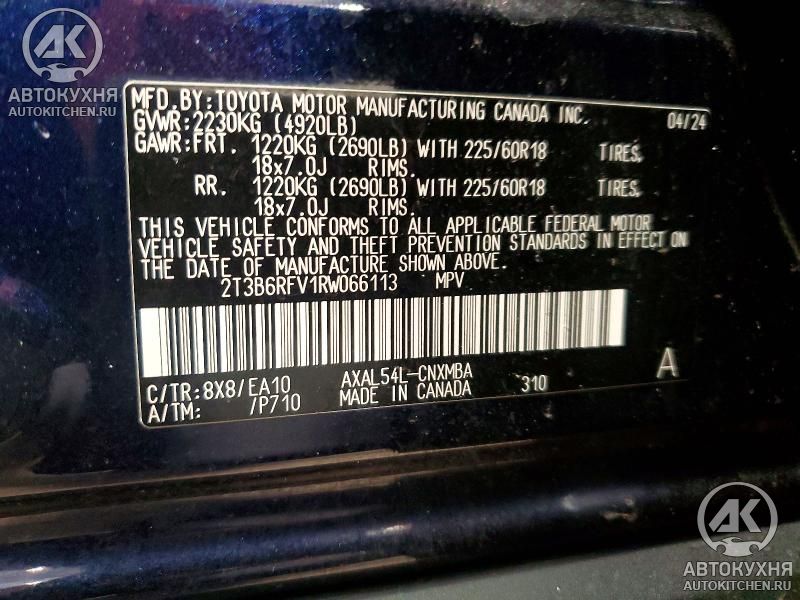 AK
АВТОКУХНЯ
AUTOKITCHEN.RU
MFD.BY:TOYOTA MOTOR MANUFACTURING CANADA INC. 04/24
GVWR:2230KG (4920LB)
GAWR:FRT. 1220KG (2690LB) WITH 225/60R18 TIRES,
18x7.0J RIMS.
RR. 1220KG (2690LB) WITH 225/60R18 TIRES,
18x7.0J RIMS.
THIS VEHICLE CONFORMS TO ALL APPLICABLE FEDERAL MOTOR
VEHICLE SAFETY AND THEFT PREVENTION STANDARDS IN EFFECT ON
THE DATE OF MANUFACTURE SHOWN ABOVE.
2T3B6RFV1RW066113 MPV
A
C/TR:8X8/EA10 AXAL54L-CNXMBA
A/TM: /P710 MADE IN CANADA 310
AK
АВТОКУХНЯ
AUTOKITCHEN.RU